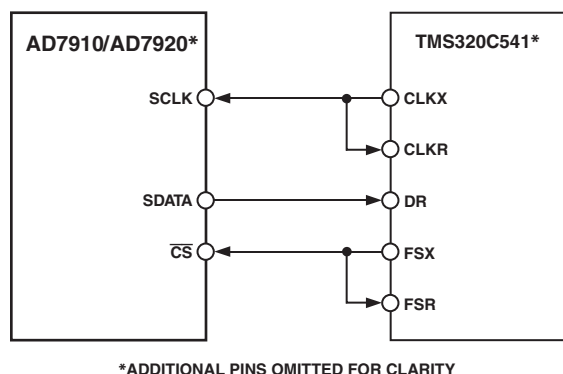 AD7910/AD7920*
TMS320C541*
SCLK
CLKX
CLKR
SDATA
DR
CS
FSX
FSR
*ADDITIONAL PINS OMITTED FOR CLARITY